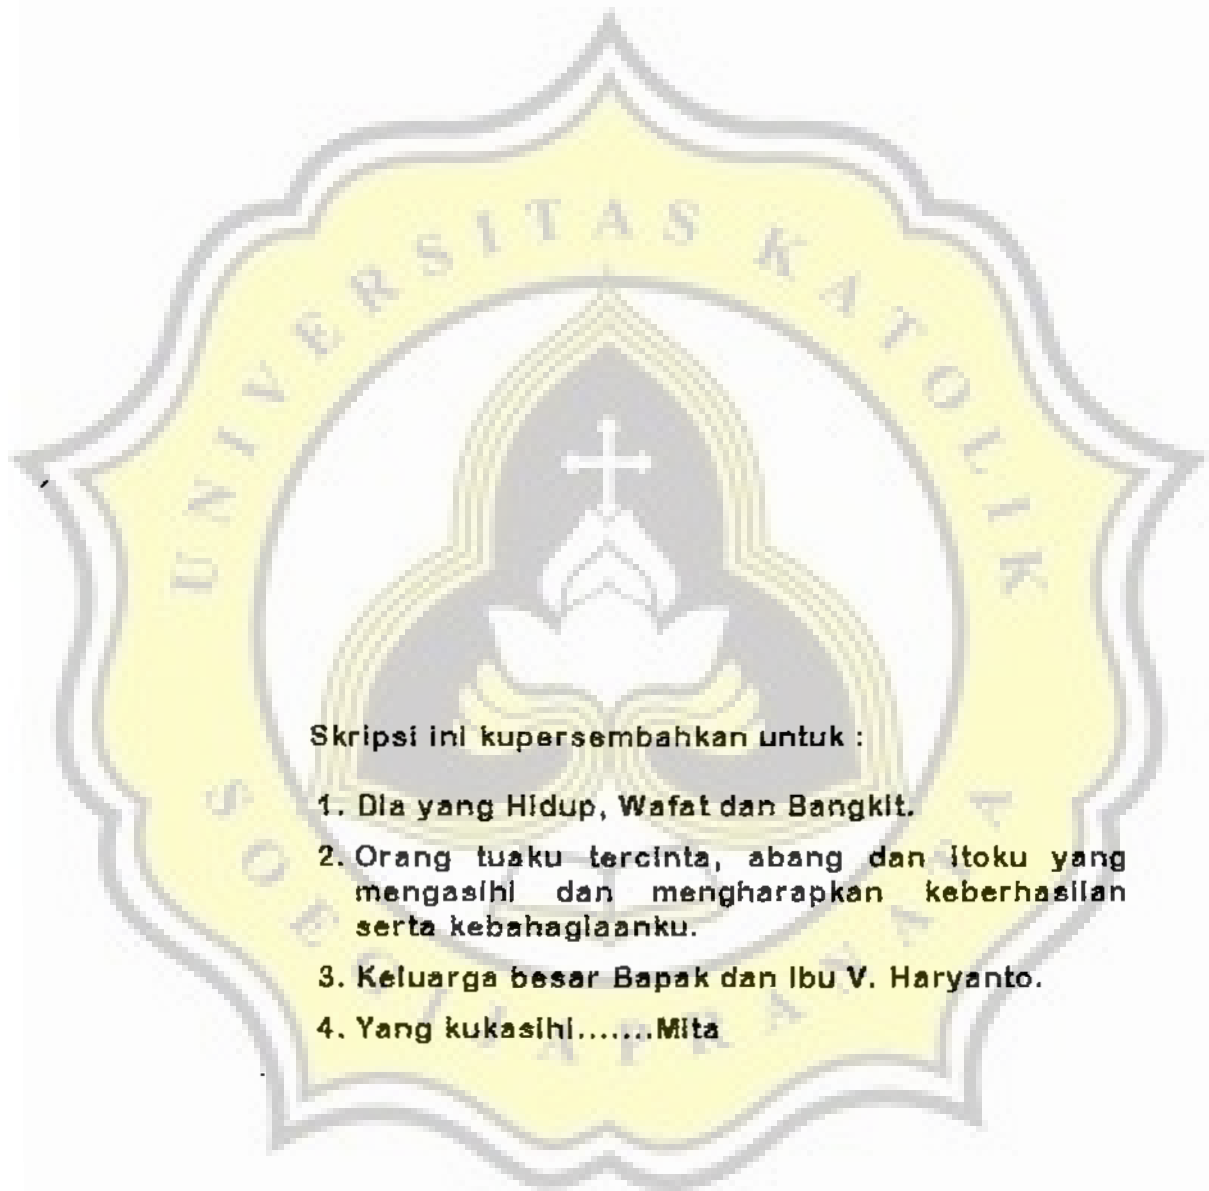 UNIVERSITAS KATOLIK
SOEGIJAPRANATA
Skripsi ini kupersembahkan untuk :
1. Dia yang Hidup, Wafat dan Bangkit.
2. Orang tuaku tercinta, abang dan itoku yang
mengasihi dan mengharapkan keberhasilan
serta kebahagiaanku.
3. Keluarga besar Bapak dan Ibu V. Haryanto.
4. Yang kukasihi.......Mita